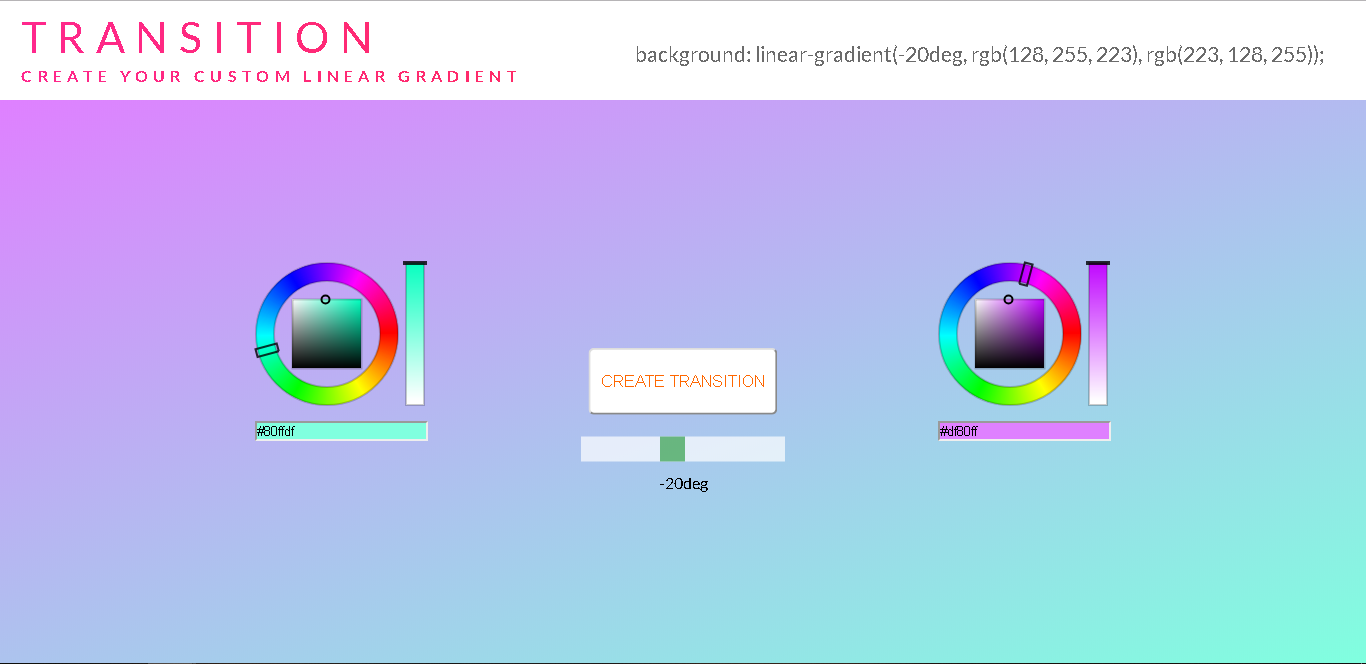 TRANSITION
CREATE YOUR CUSTOM LINEAR GRADIENT
background: linear-gradient(-20deg, rgb(128, 255, 223), rgb(223, 128, 255));
#80ffdf
CREATE TRANSITION
-20deg
#df80ff